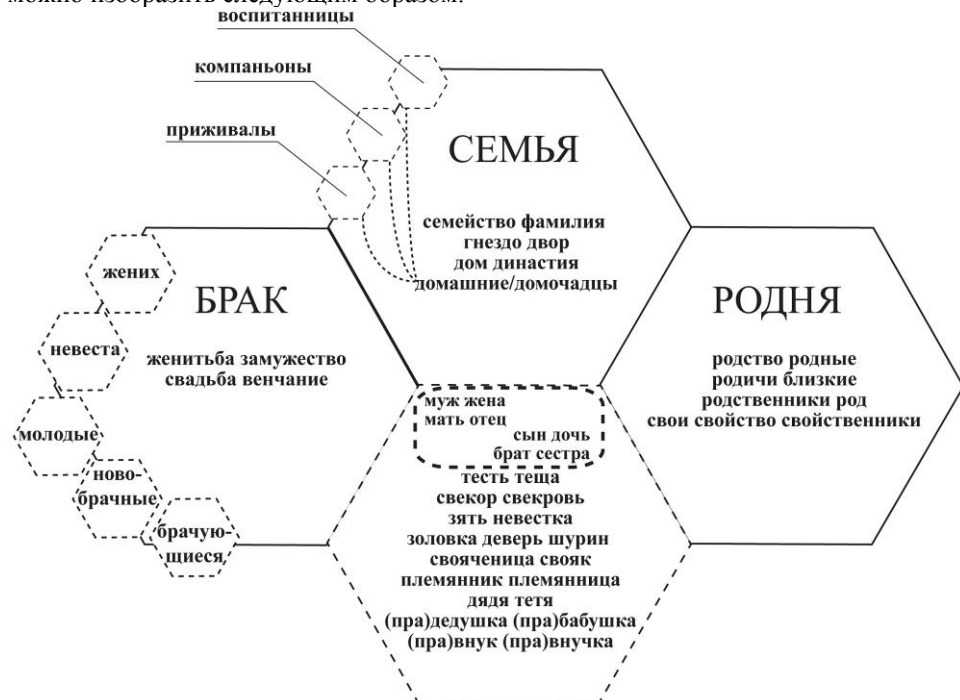 можно изобразить следующим образом:
воспитанницы
компаньоны
приживалы
СЕМЬЯ
семейство фамилия
гнездо двор
дом династия
домашние/домочадцы
жених
невеста
молодые
ново-
брачные
брачую-
щиеся
БРАК
женитьба замужество
свадьба венчание
РОДНЯ
родство родные
родичи близкие
родственники род
свои свойство свойственники
муж жена
мать отец
сын дочь
брат сестра
тесть теща
свекор свекровь
зять невестка
золовка деверь шурин
свояченица свояк
племянник племянница
дядя тетя
(пра)дедушка (пра)бабушка
(пра)внук (пра)внучка